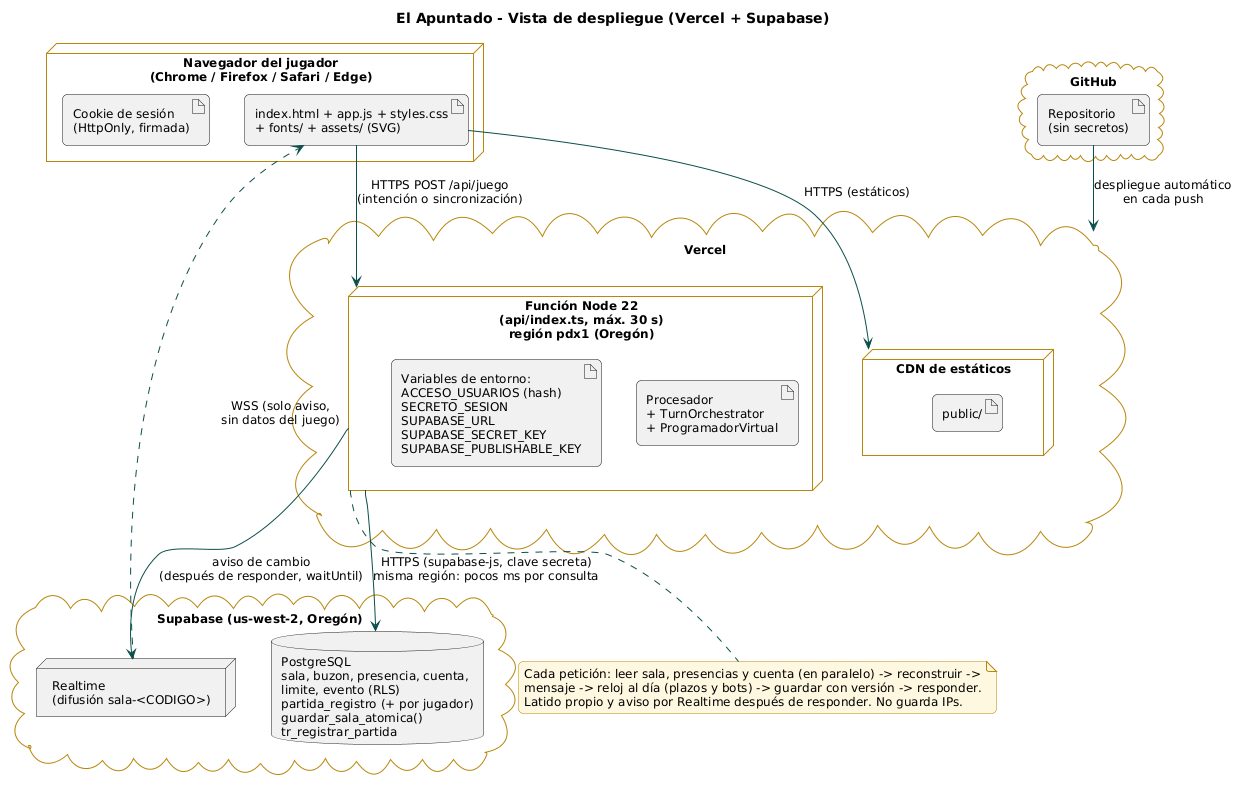 El Apuntado - Vista de despliegue (Vercel + Supabase)
Navegador del jugador
(Chrome / Firefox / Safari / Edge)
Cookie de sesión
(HttpOnly, firmada)
index.html + app.js + styles.css
+ fonts/ + assets/ (SVG)
GitHub
Repositorio
(sin secretos)
HTTPS POST /api/juego
(intención o sincronización)
HTTPS (estáticos)
despliegue automático
en cada push
Vercel
Función Node 22
(api/index.ts, máx. 30 s)
región pdx1 (Oregón)
Variables de entorno:
ACCESO_USUARIOS (hash)
SECRETO_SESION
SUPABASE_URL
SUPABASE_SECRET_KEY
SUPABASE_PUBLISHABLE_KEY
Procesador
+ TurnOrchestrator
+ ProgramadorVirtual
CDN de estáticos
public/
WSS (solo aviso,
sin datos del juego)
aviso de cambio
(después de responder, waitUntil)
HTTPS (supabase-js, clave secreta)
misma región: pocos ms por consulta
Supabase (us-west-2, Oregón)
Realtime
(difusión sala-<CODIGO>)
PostgreSQL
sala, buzon, presencia, cuenta,
limite, evento (RLS)
partida_registro (+ por jugador)
guardar_sala_atomica()
tr_registrar_partida
Cada petición: leer sala, presencias y cuenta (en paralelo) -> reconstruir ->
mensaje -> reloj al día (plazos y bots) -> guardar con versión -> responder.
Latido propio y aviso por Realtime después de responder. No guarda IPs.